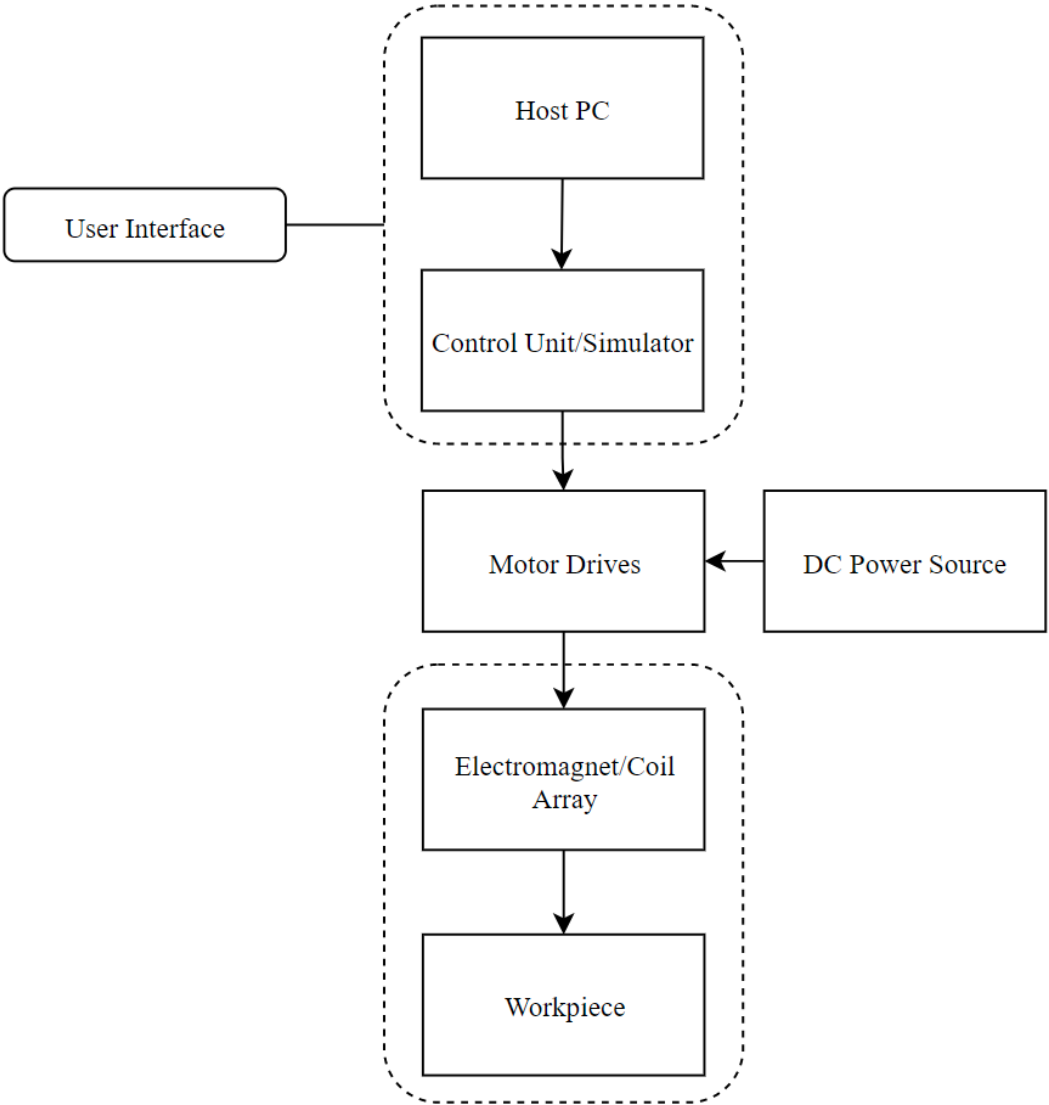 Host PC
User Interface
Control Unit/Simulator
Motor Drives
DC Power Source
Electromagnet/Coil
Array
Workpiece